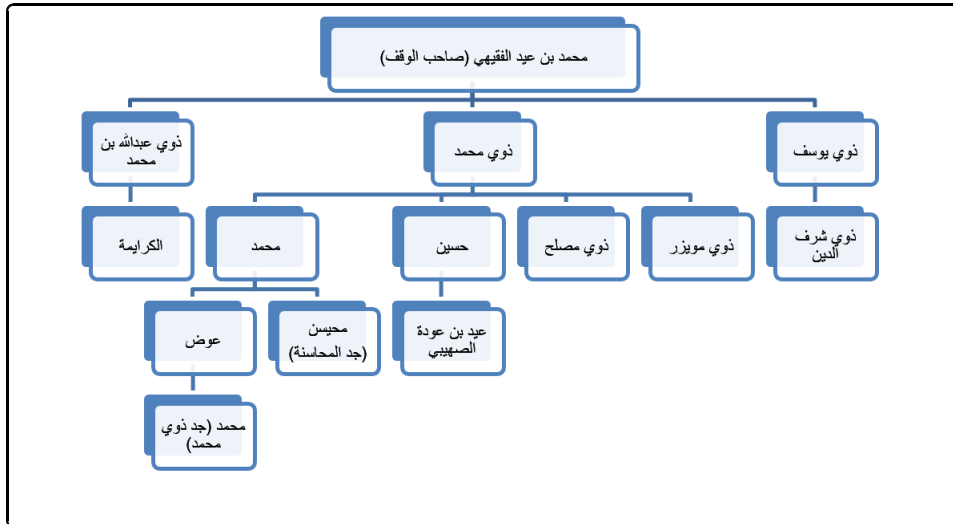 محمد بن عيد الفقيهي (صاحب الوقف)
ذوي يوسف
ذوي محمد
ذوي عبدالله بن
محمد
ذوي شرف
الدين
ذوي مويزر
ذوي مصلح
حسين
محمد
الكرايمة
عيد بن عودة
الصهيبي
محيسن
(جد المحاسنة)
عوض
محمد (جد ذوي
محمد)